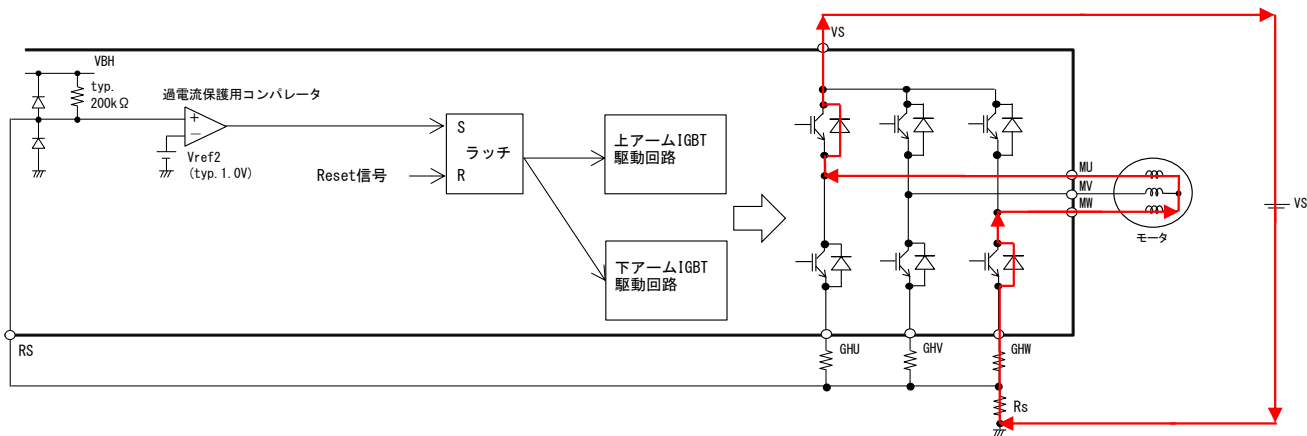 VS
VBH
typ.
200kΩ
過電流保護用コンパレータ
+
−
Vref2
(typ.1.0V)
S
ラッチ
R
Reset信号
上アームIGBT
駆動回路
下アームIGBT
駆動回路
MU
MV
MW
モータ
VS
RS
GHU
GHV
GHW
Rs